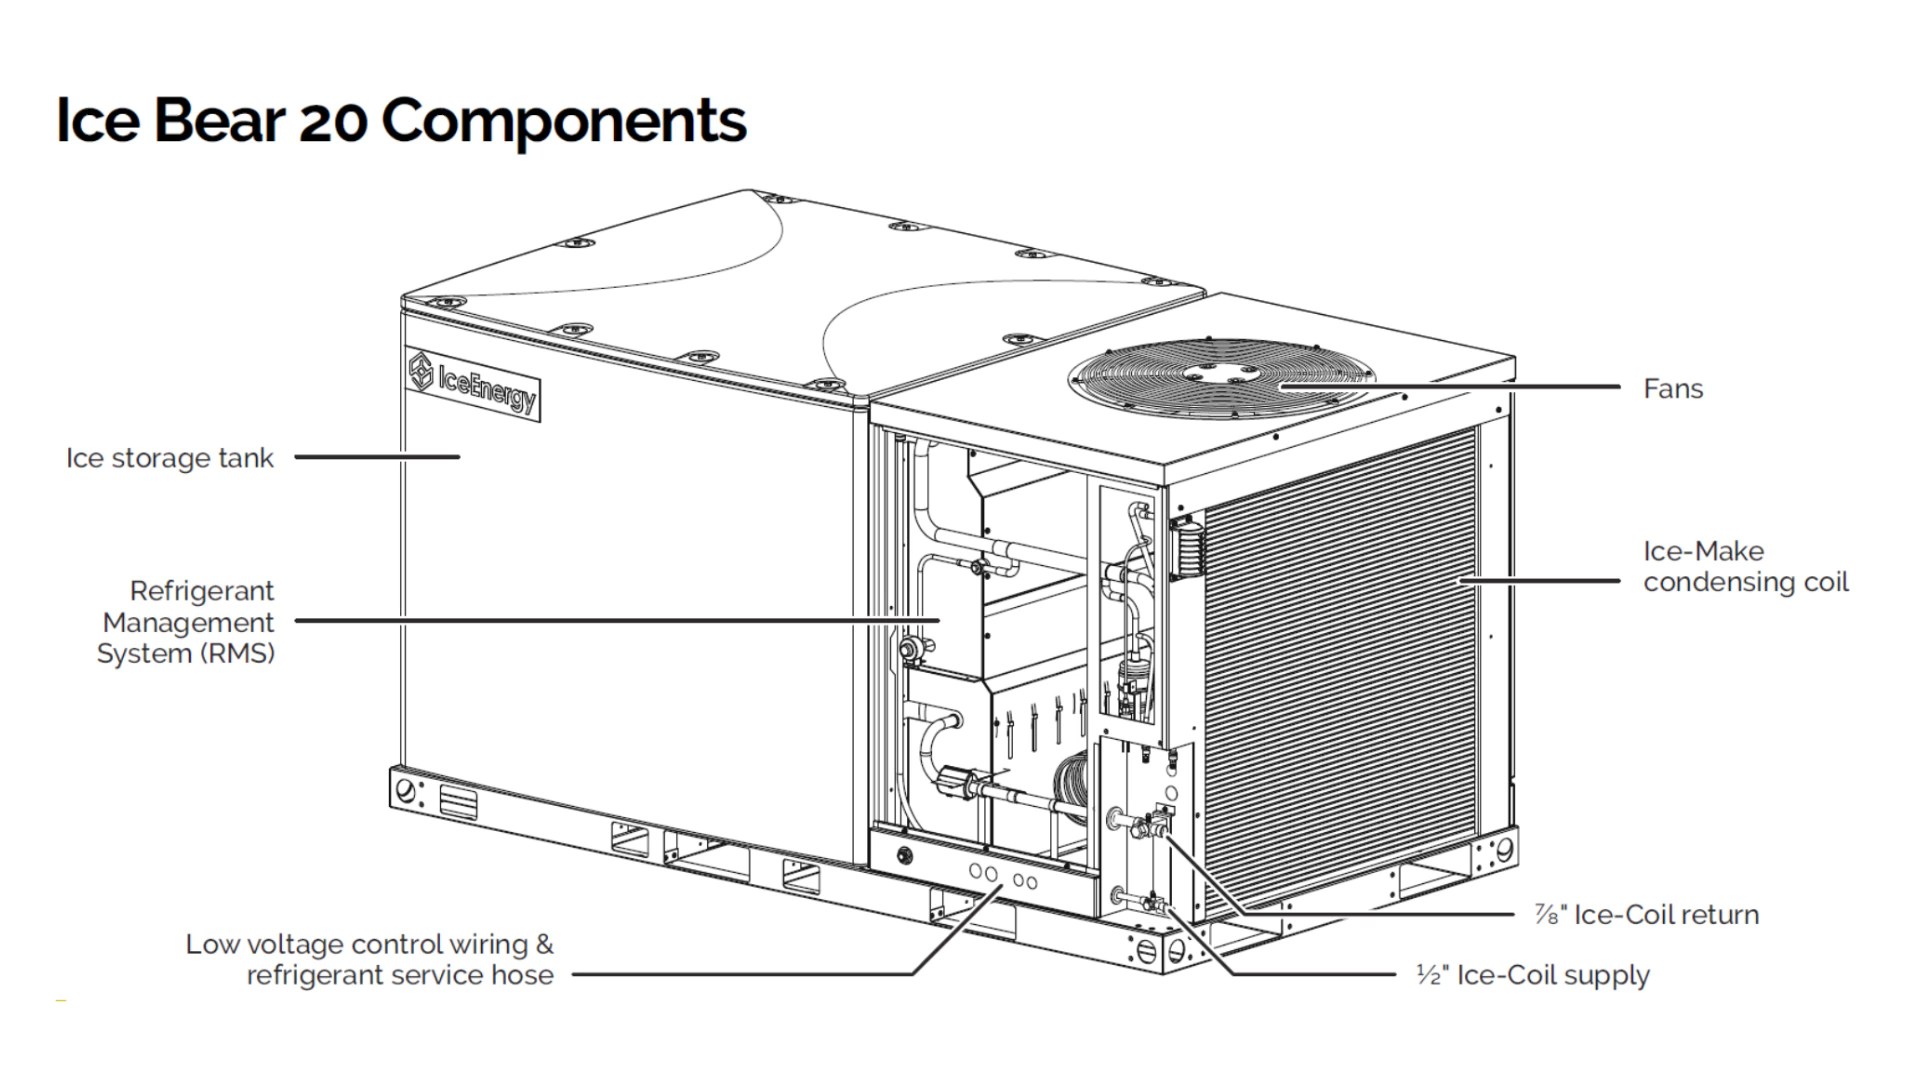 Ice Bear 20 Components
IceEnergy
Fans
Ice storage tank
Ice-Make
condensing coil
Refrigerant
Management
System (RMS)
⅞" Ice-Coil return
Low voltage control wiring &
refrigerant service hose
½" Ice-Coil supply